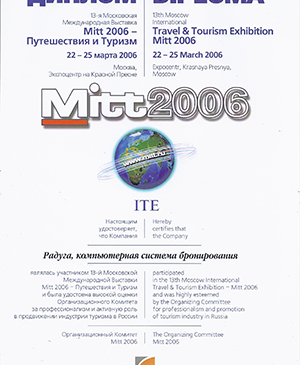 ДИПЛОМ DIPLOMA
13-я Московская
Международная Выставка
Mitt 2006 –
Путешествия и Туризм
22 – 25 марта 2006
Москва,
Экспоцентр на Красной Пресне
13th Moscow
International
Travel & Tourism Exhibition
Mitt 2006
22 – 25 March 2006
Expocentr, Krasnaya Presnya,
Moscow
Mitt2006
www.mitt.ru
ITE
Настоящим
удостоверяет,
что Компания
Hereby
certifies that
the Company
Радуга, компьютерная система бронирования
являлась участником 13-й Московской
Международной Выставки
Mitt 2006 – Путешествия и Туризм
и была удостоена высокой оценки
Организационного Комитета
за профессионализм и активную роль
в продвижении индустрии туризма в России
participated
in the 13th Moscow International
Travel & Tourism Exhibition – Mitt 2006
and was highly esteemed
by the Organizing Committee
for professionalism and promotion
of tourism industry in Russia
Организационный Комитет
Mitt 2006
The Organizing Committee
Mitt 2006